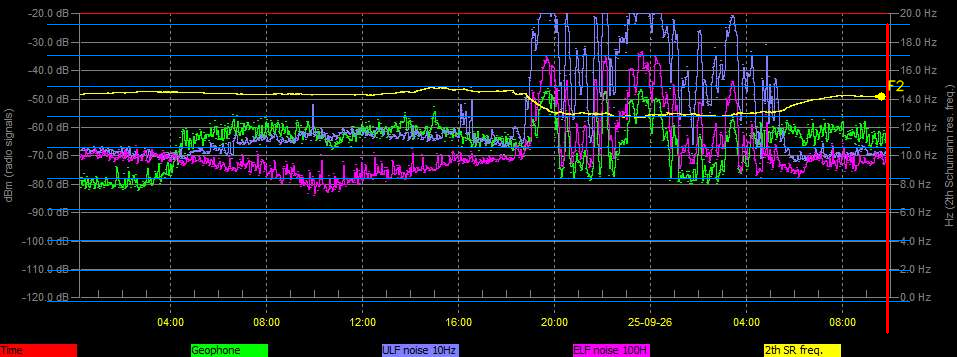 -20.0 dB 20.0 Hz
-30.0 dB 18.0 Hz
-40.0 dB 16.0 Hz
F2
-50.0 dB 14.0 Hz
-60.0 dB 12.0 Hz
-70.0 dB 10.0 Hz
-80.0 dB 8.0 Hz
-90.0 dB 6.0 Hz
-100.0 dB 4.0 Hz
-110.0 dB 2.0 Hz
-120.0 dB 0.0 Hz
dBm (radio signals)
Hz (2th Schumann res. freq.)
04:00 08:00 12:00 16:00 20:00 25-09-26 04:00 08:00
Time Geophone ULF noise 10Hz ELF noise 100H 2th SR freq.